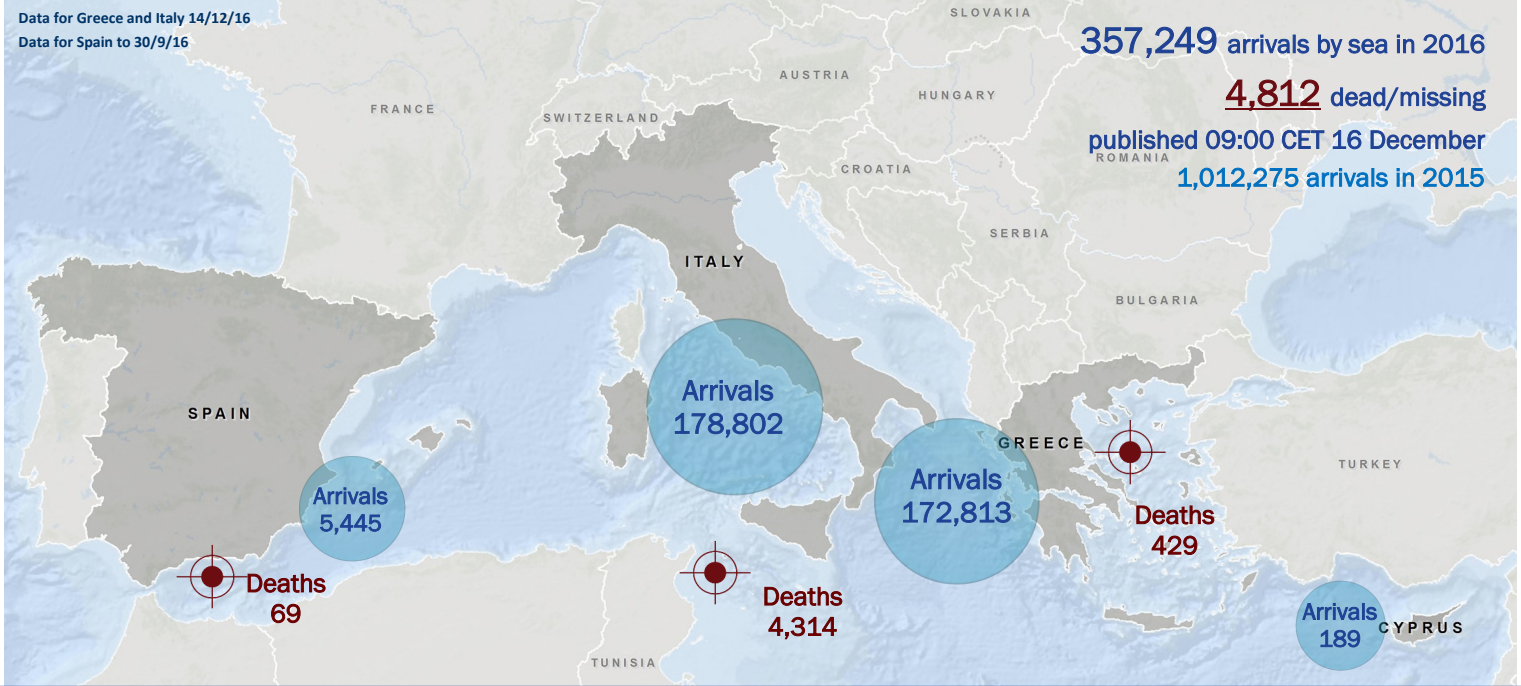 Data for Greece and Italy 14/12/16
Data for Spain to 30/9/16
SLOVAKIA
357,249 arrivals by sea in 2016
AUSTRIA
4,812 dead/missing
HUNGARY
FRANCE
SWITZERLAND
published 09:00 CET 16 December
ROMANIA
CROATIA
1,012,275 arrivals in 2015
SERBIA
ITALY
BULGARIA
Arrivals
178,802
SPAIN
GREECE
TURKEY
Arrivals
172,813
Arrivals
5,445
Deaths
429
Deaths
69
Deaths
4,314
Arrivals
189
CYPRUS
TUNISIA